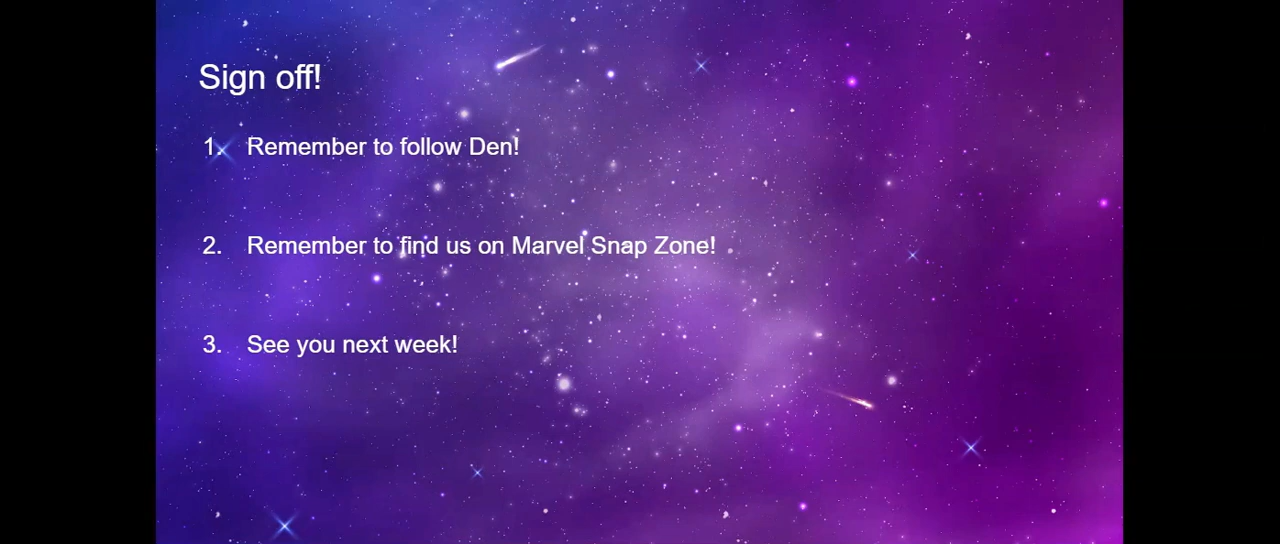 Sign off!
1. Remember to follow Den!
2. Remember to find us on Marvel Snap Zone!
3. See you next week!